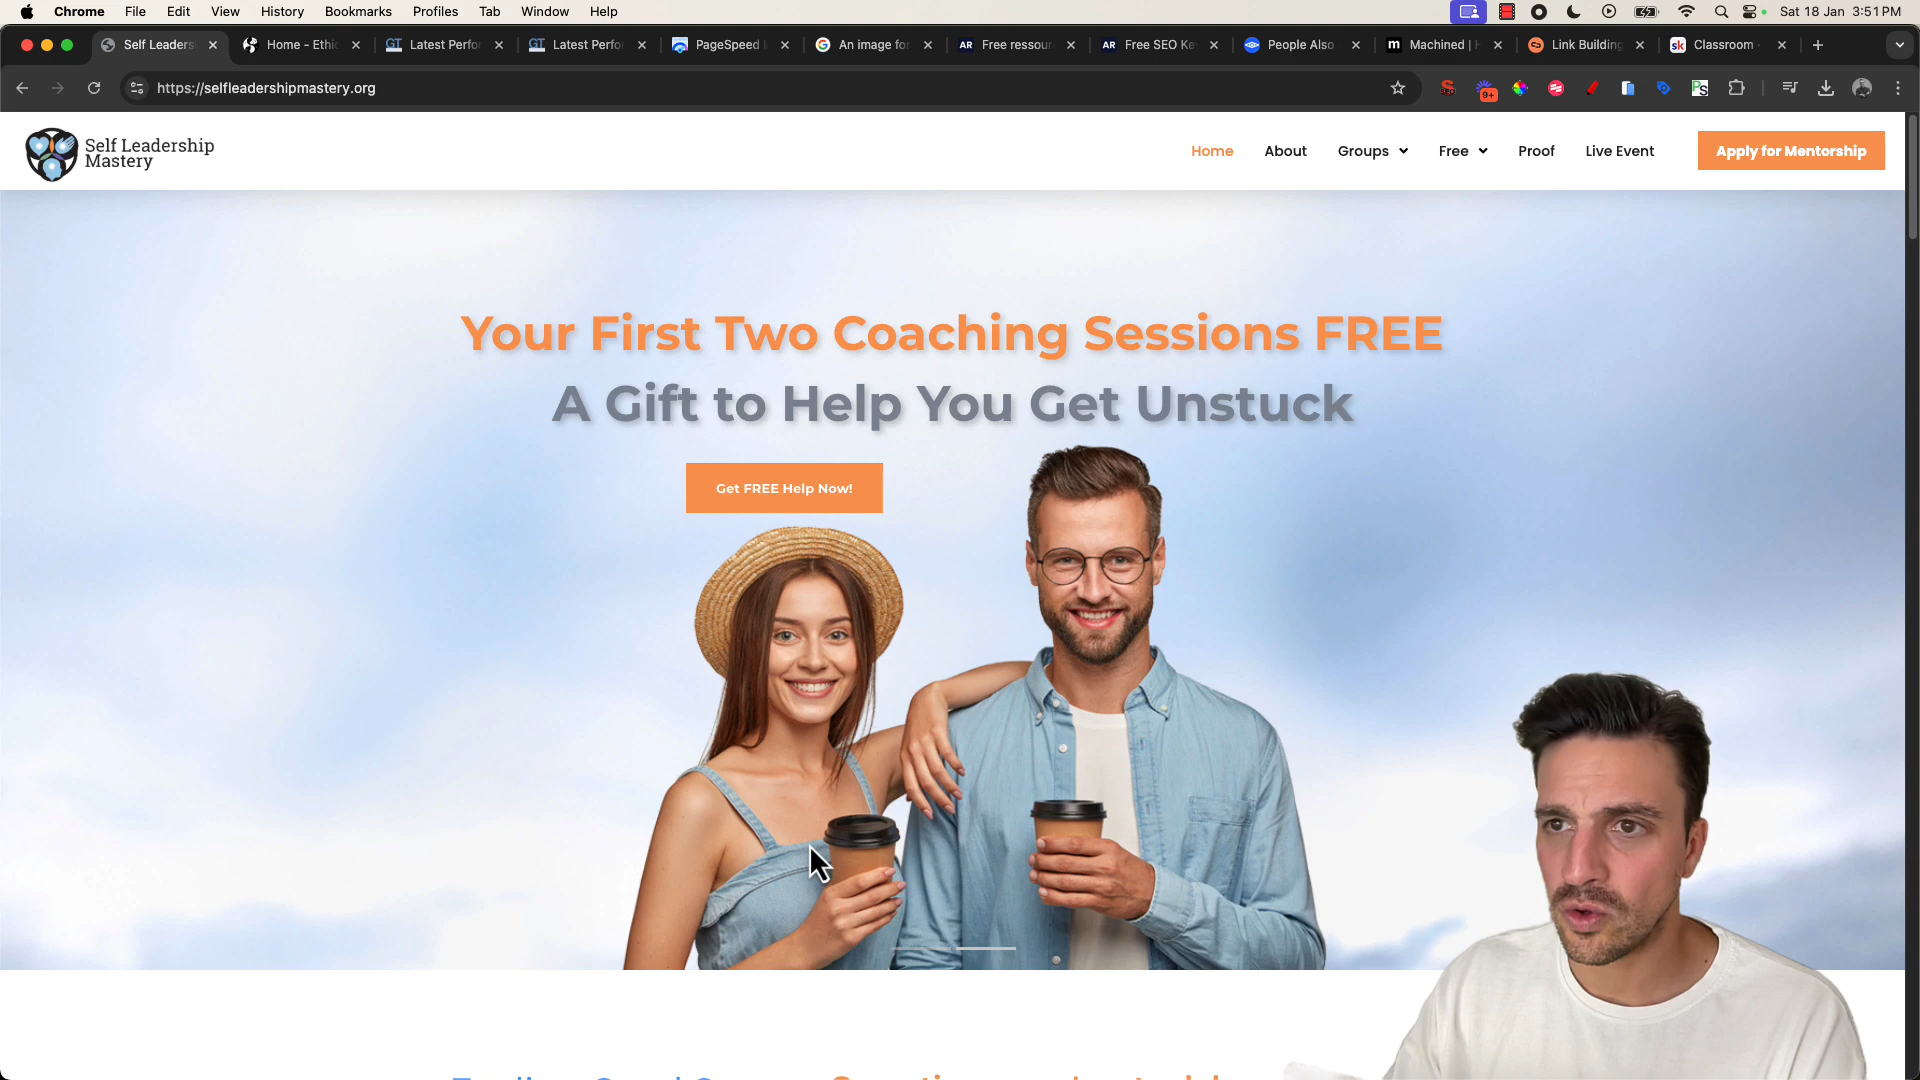 Chrome File Edit View History Bookmarks Profiles Tab Window Help Sat 18 Jan 3:51 PM
Self Leaders Home - Ethic Latest Perfor Latest Perfor PageSpeed An image for Free ressour Free SEO Ke People Also Machined | Link Building Classroom
https://selfleadershipmastery.org
9+
Self Leadership
Mastery
Home About Groups Free Proof Live Event Apply for Mentorship
Your First Two Coaching Sessions FREE
A Gift to Help You Get Unstuck
Get FREE Help Now!